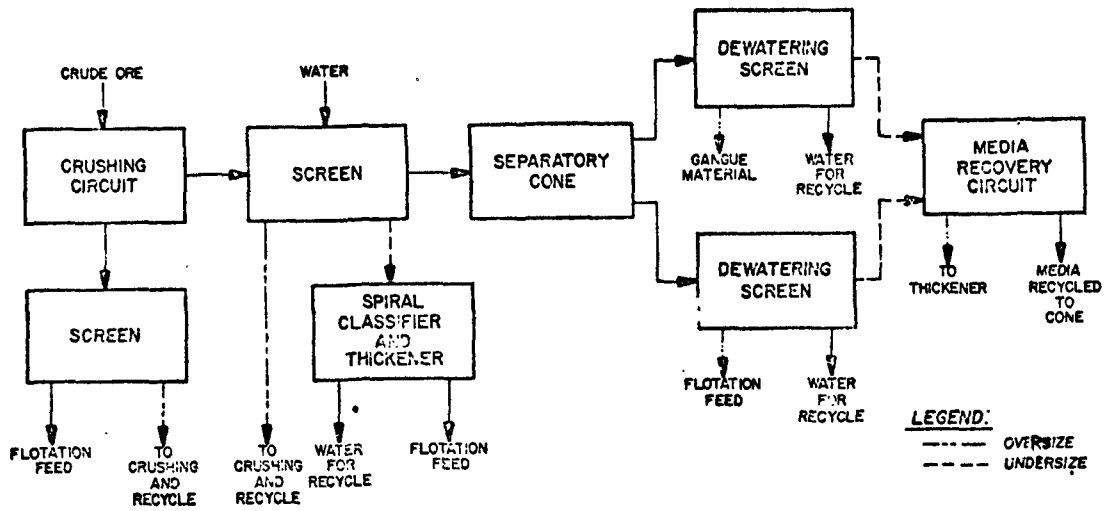 CRUDE ORE
WATER
CRUSHING
CIRCUIT
SCREEN
SEPARATORY
CONE
DEWATERING
SCREEN
GANGUE
MATERIAL
WATER
FOR
RECYCLE
MEDIA
RECOVERY
CIRCUIT
SCREEN
SPIRAL
CLASSIFIER
AND
THICKENER
DEWATERING
SCREEN
TO
THICKENER
MEDIA
RECYCLED
TO
CONE
FLOTATION
FEED
TO
CRUSHING
AND
RECYCLE
TO
CRUSHING
AND
RECYCLE
WATER
FOR
RECYCLE
FLOTATION
FEED
FLOTATION
FEED
WATER
FOR
RECYCLE
LEGEND:
OVERSIZE
UNDERSIZE